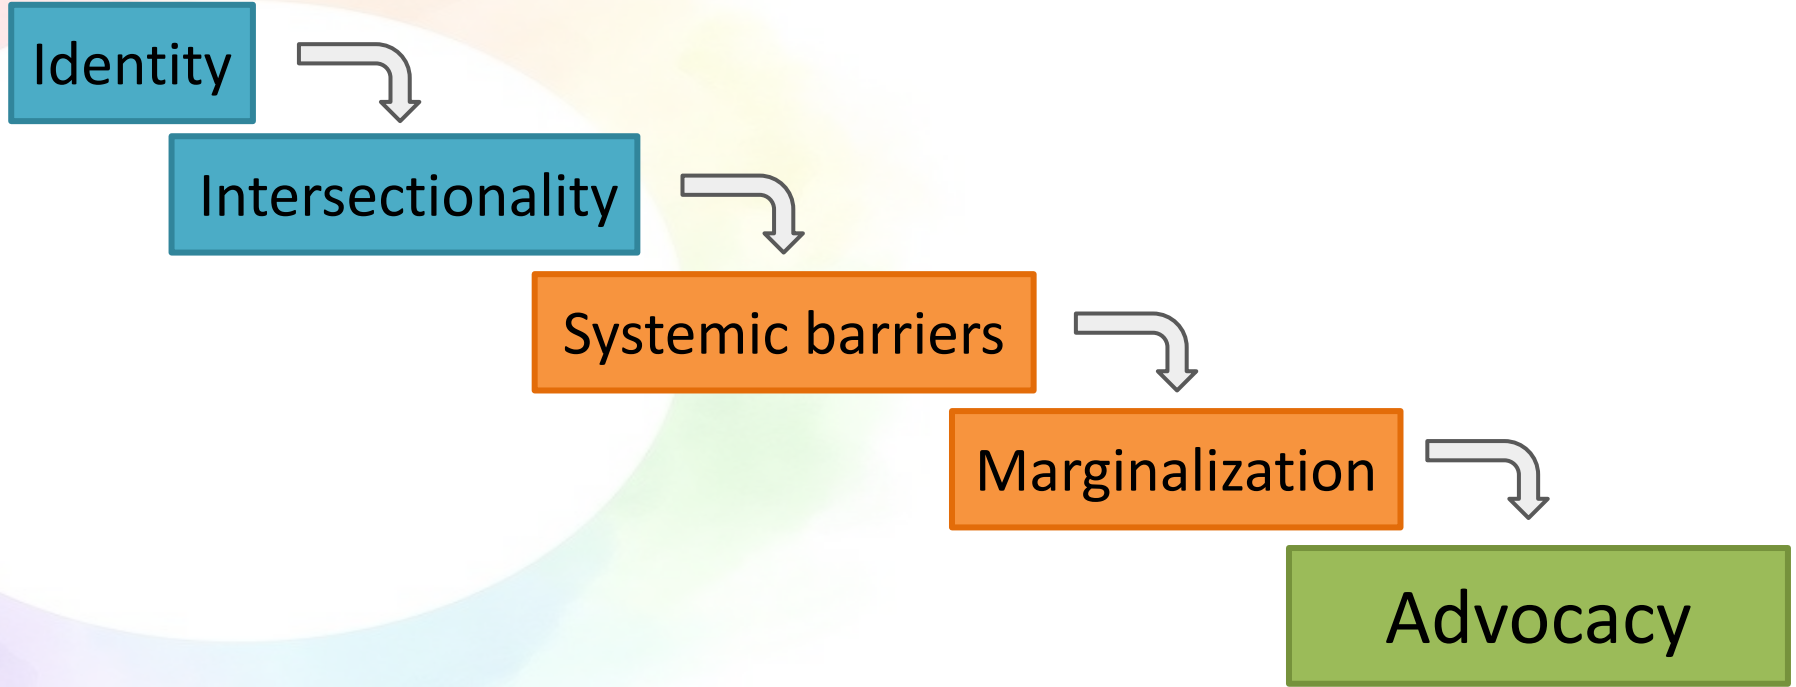 Identity
Intersectionality
Systemic barriers
Marginalization
Advocacy